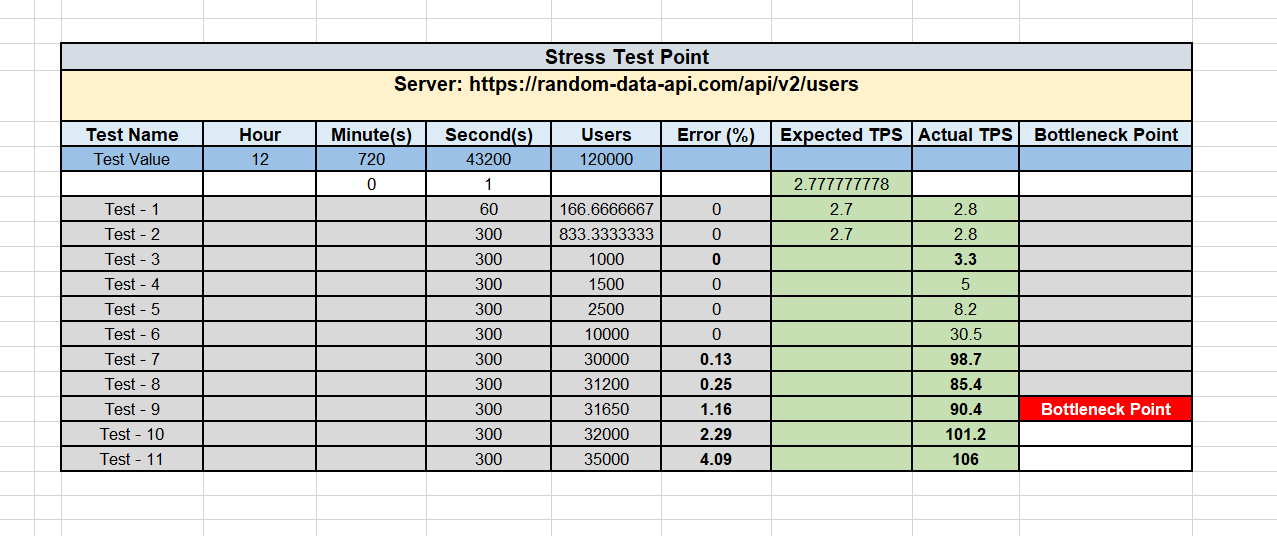 Stress Test Point
Server: https://random-data-api.com/api/v2/users
Test Name Hour Minute(s) Second(s) Users Error (%) Expected TPS Actual TPS Bottleneck Point
Test Value 12 720 43200 120000
0 1 2.777777778
Test - 1 60 166.6666667 0 2.7 2.8
Test - 2 300 833.3333333 0 2.7 2.8
Test - 3 300 1000 0 3.3
Test - 4 300 1500 0 5
Test - 5 300 2500 0 8.2
Test - 6 300 10000 0 30.5
Test - 7 300 30000 0.13 98.7
Test - 8 300 31200 0.25 85.4
Test - 9 300 31650 1.16 90.4 Bottleneck Point
Test - 10 300 32000 2.29 101.2
Test - 11 300 35000 4.09 106